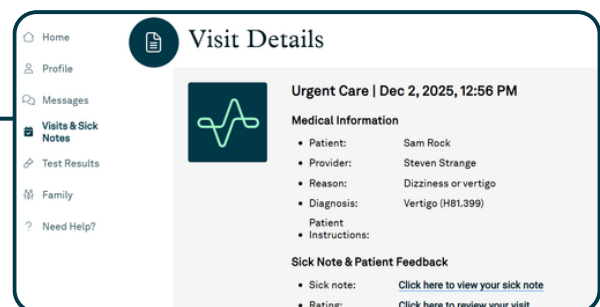 Home
Profile
Messages
Visits & Sick
Notes
Test Results
Family
Need Help?
Visit Details
Urgent Care | Dec 2, 2025, 12:56 PM
Medical Information
• Patient: Sam Rock
• Provider: Steven Strange
• Reason: Dizziness or vertigo
• Diagnosis: Vertigo (H81.399)
Patient
• Instructions:
Sick Note & Patient Feedback
• Sick note: Click here to view your sick note
• Rating: Click here to review your visit